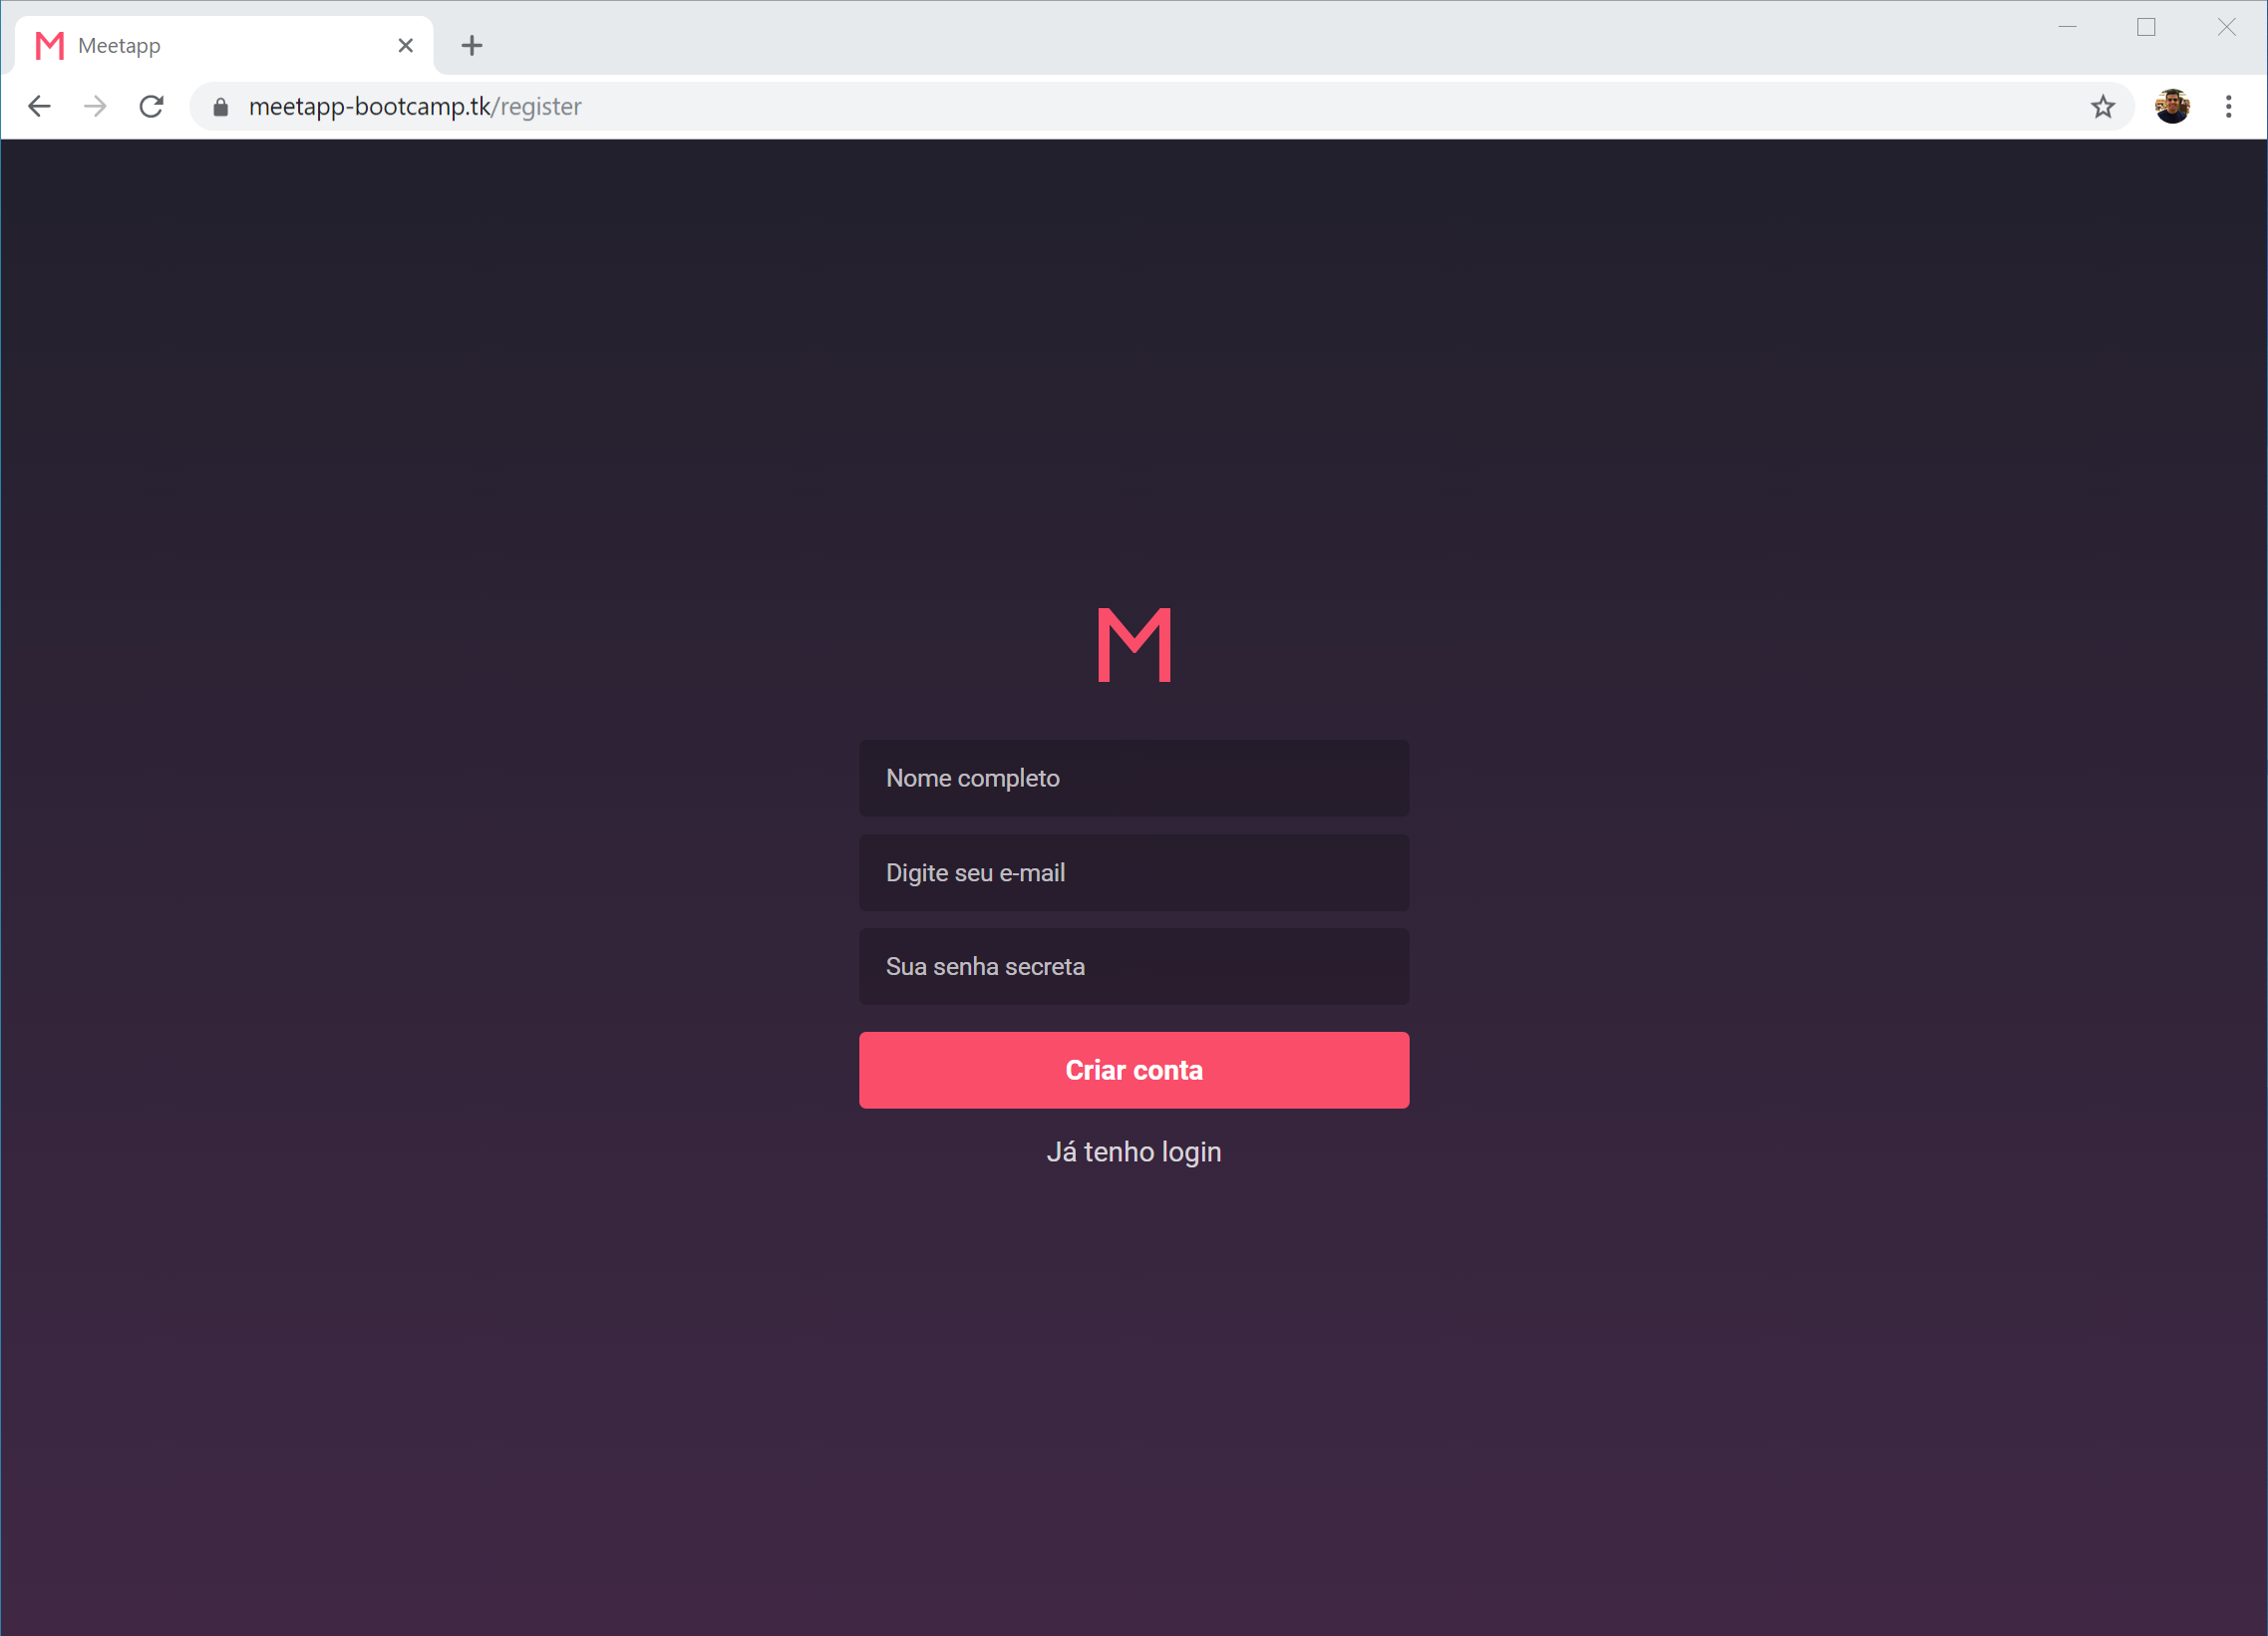 Meetapp
meetapp-bootcamp.tk/register
M
Nome completo
Digite seu e-mail
Sua senha secreta
Criar conta
Já tenho login